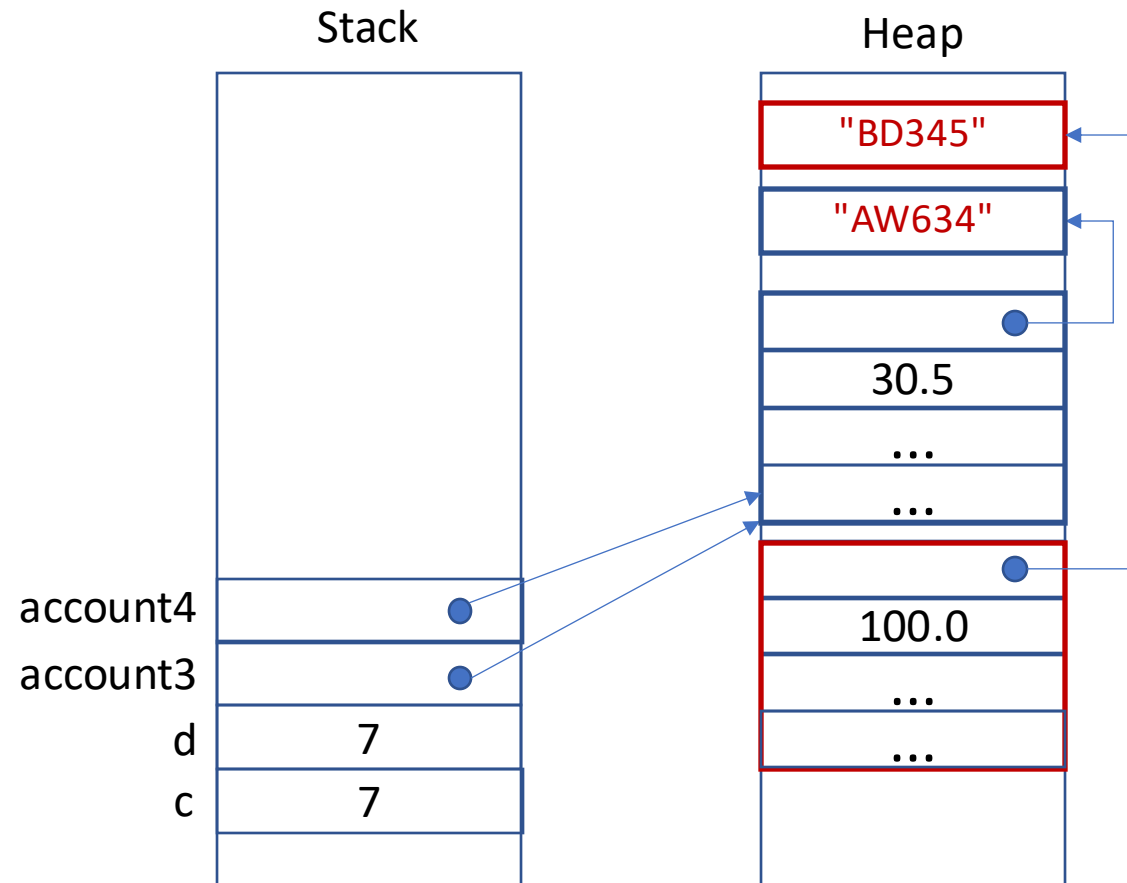 Stack
Heap
"BD345"
"AW634"
30.5
...
...
account4
100.0
account3
...
d 7
...
c 7